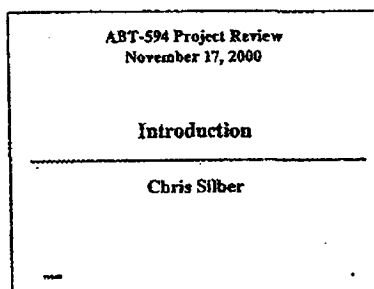 ABT-594 Project Review
November 17, 2000
Introduction
Chris Silber